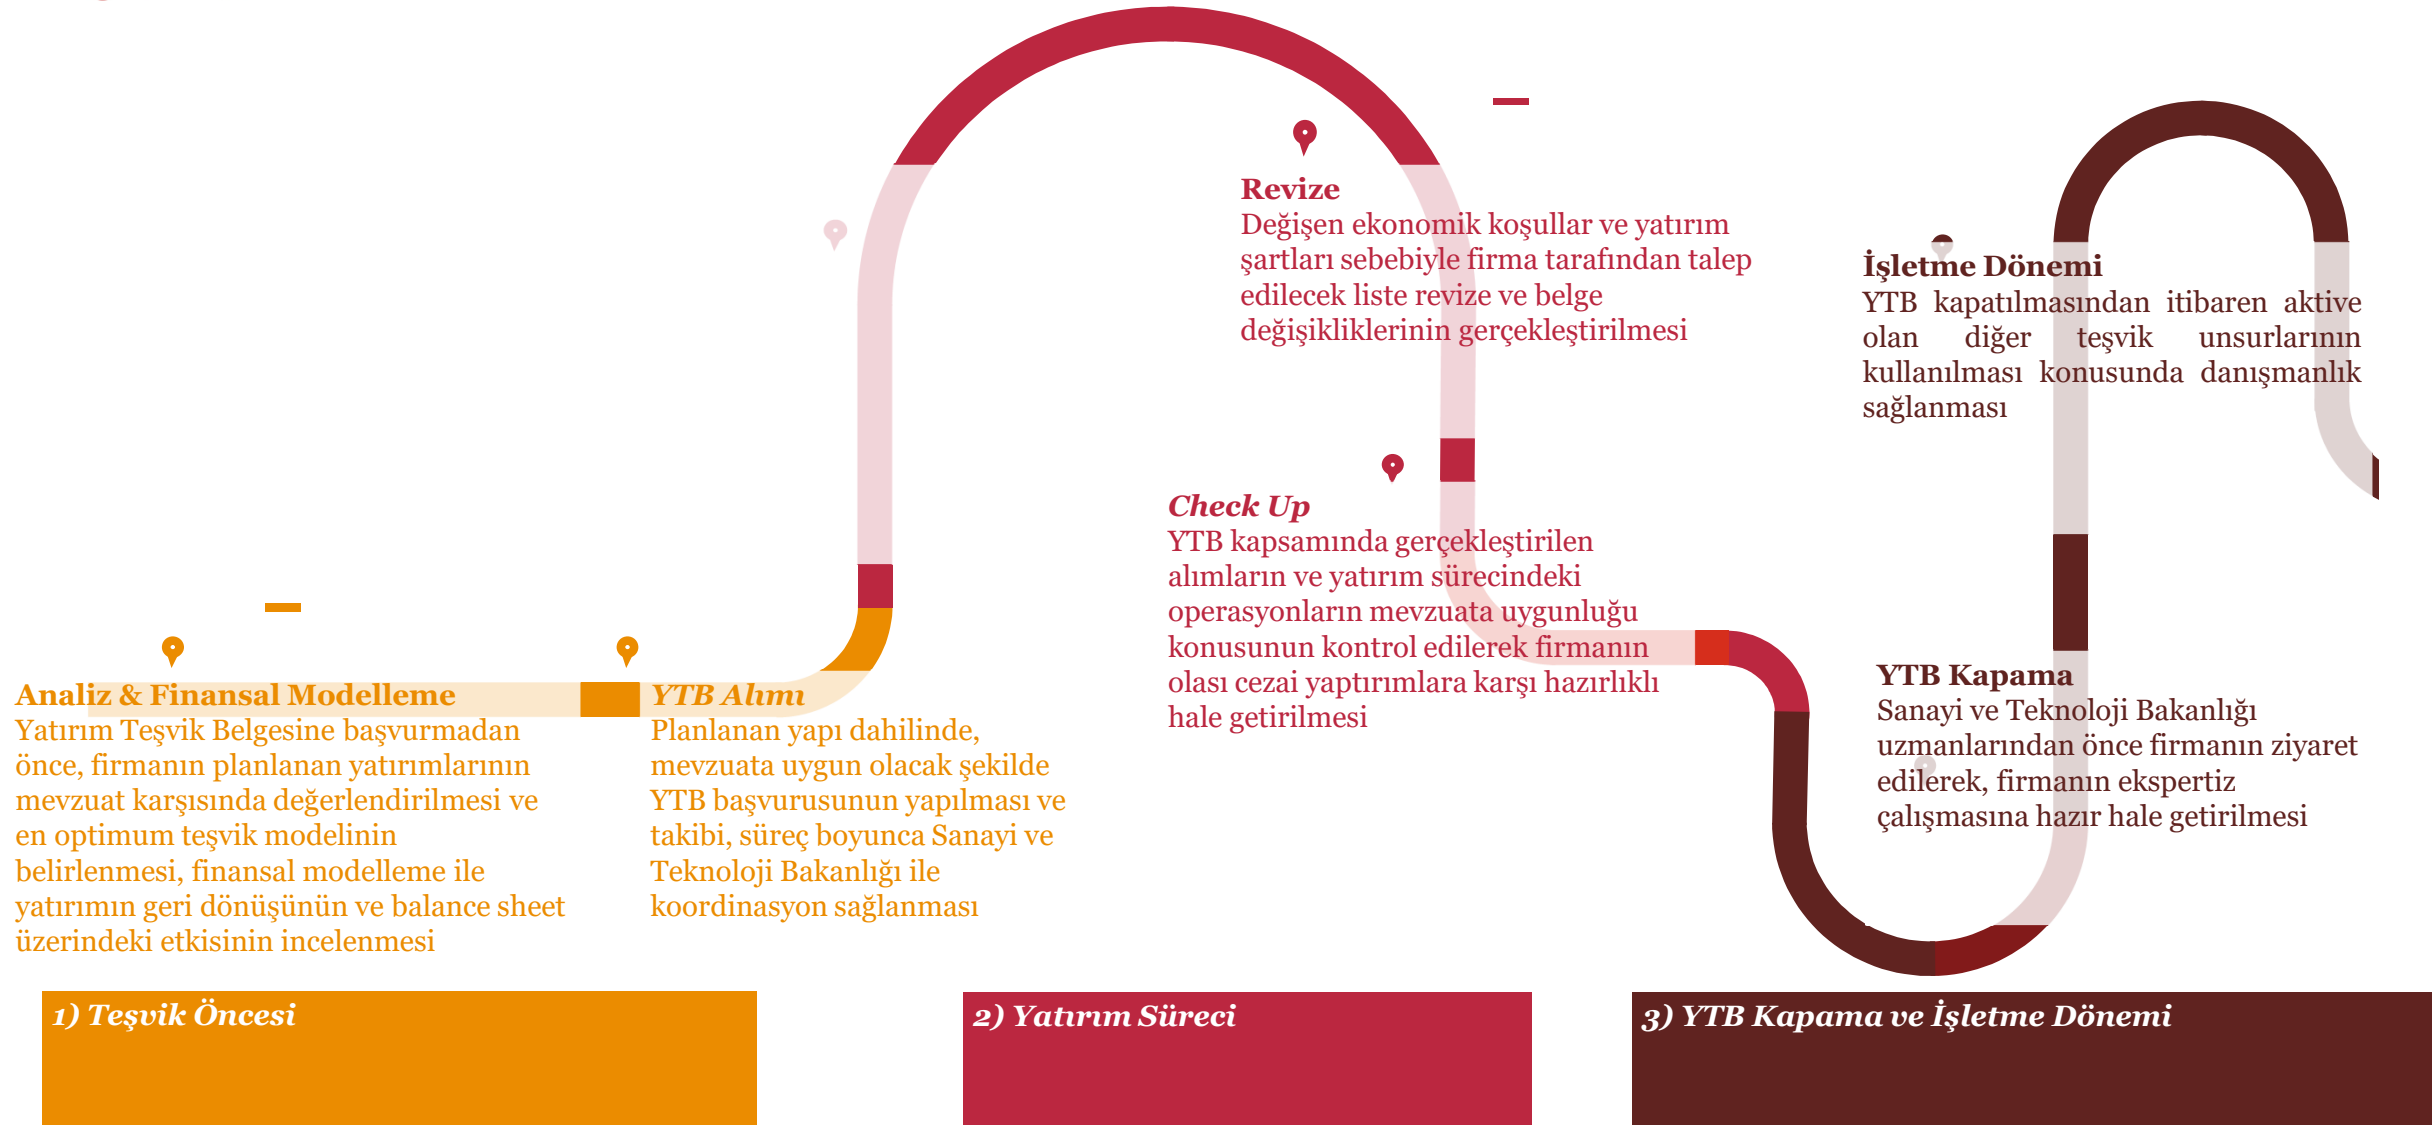 Analiz & Finansal Modelleme
Yatırım Teşvik Belgesine başvurmadan
önce, firmanın planlanan yatırımlarının
mevzuat karşısında değerlendirilmesi ve
en optimum teşvik modelinin
belirlenmesi, finansal modelleme ile
yatırımın geri dönüşünün ve balance sheet
üzerindeki etkisinin incelenmesi
YTB Alımı
Planlanan yapı dahilinde,
mevzuata uygun olacak şekilde
YTB başvurusunun yapılması ve
takibi, süreç boyunca Sanayi ve
Teknoloji Bakanlığı ile
koordinasyon sağlanması
Revize
Değişen ekonomik koşullar ve yatırım
şartları sebebiyle firma tarafından talep
edilecek liste revize ve belge
değişikliklerinin gerçekleştirilmesi
Check Up
YTB kapsamında gerçekleştirilen
alımların ve yatırım sürecindeki
operasyonların mevzuata uygunluğu
konusunun kontrol edilerek firmanın
olası cezai yaptırımlara karşı hazırlıklı
hale getirilmesi
İşletme Dönemi
YTB kapatılmasından itibaren aktive
olan diğer teşvik unsurlarının
kullanılması konusunda danışmanlık
sağlanması
YTB Kapama
Sanayi ve Teknoloji Bakanlığı
uzmanlarından önce firmanın ziyaret
edilerek, firmanın ekspertiz
çalışmasına hazır hale getirilmesi
1) Teşvik Öncesi
2) Yatırım Süreci
3) YTB Kapama ve İşletme Dönemi